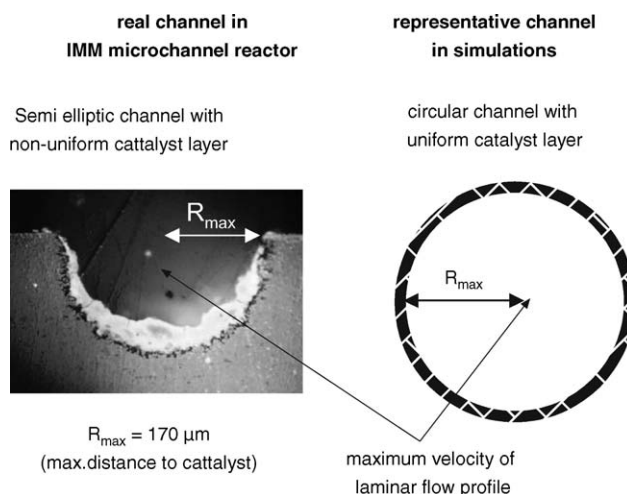 real channel in
IMM microchannel reactor
Semi elliptic channel with
non-uniform cattalyst layer
Rmax
Rmax = 170 µm
(max.distance to cattalyst)
representative channel
in simulations
circular channel with
uniform catalyst layer
Rmax
maximum velocity of
laminar flow profile